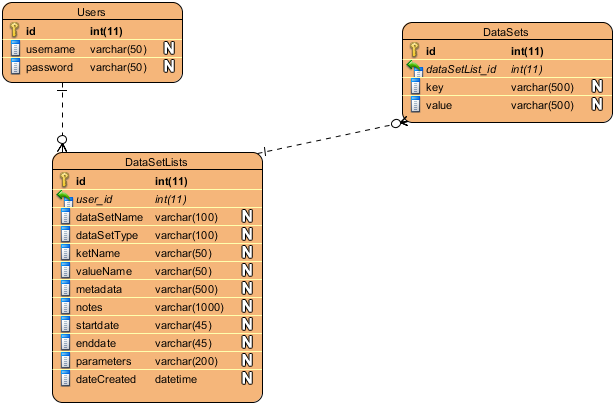 Users
id int(11)
username varchar(50) N
password varchar(50) N
DataSets
id int(11)
dataSetList_id int(11)
key varchar(500) N
value varchar(500) N
DataSetLists
id int(11)
user_id int(11)
dataSetName varchar(100) N
dataSetType varchar(100) N
ketName varchar(50) N
valueName varchar(50) N
metadata varchar(500) N
notes varchar(1000) N
startdate varchar(45) N
enddate varchar(45) N
parameters varchar(200) N
dateCreated datetime N